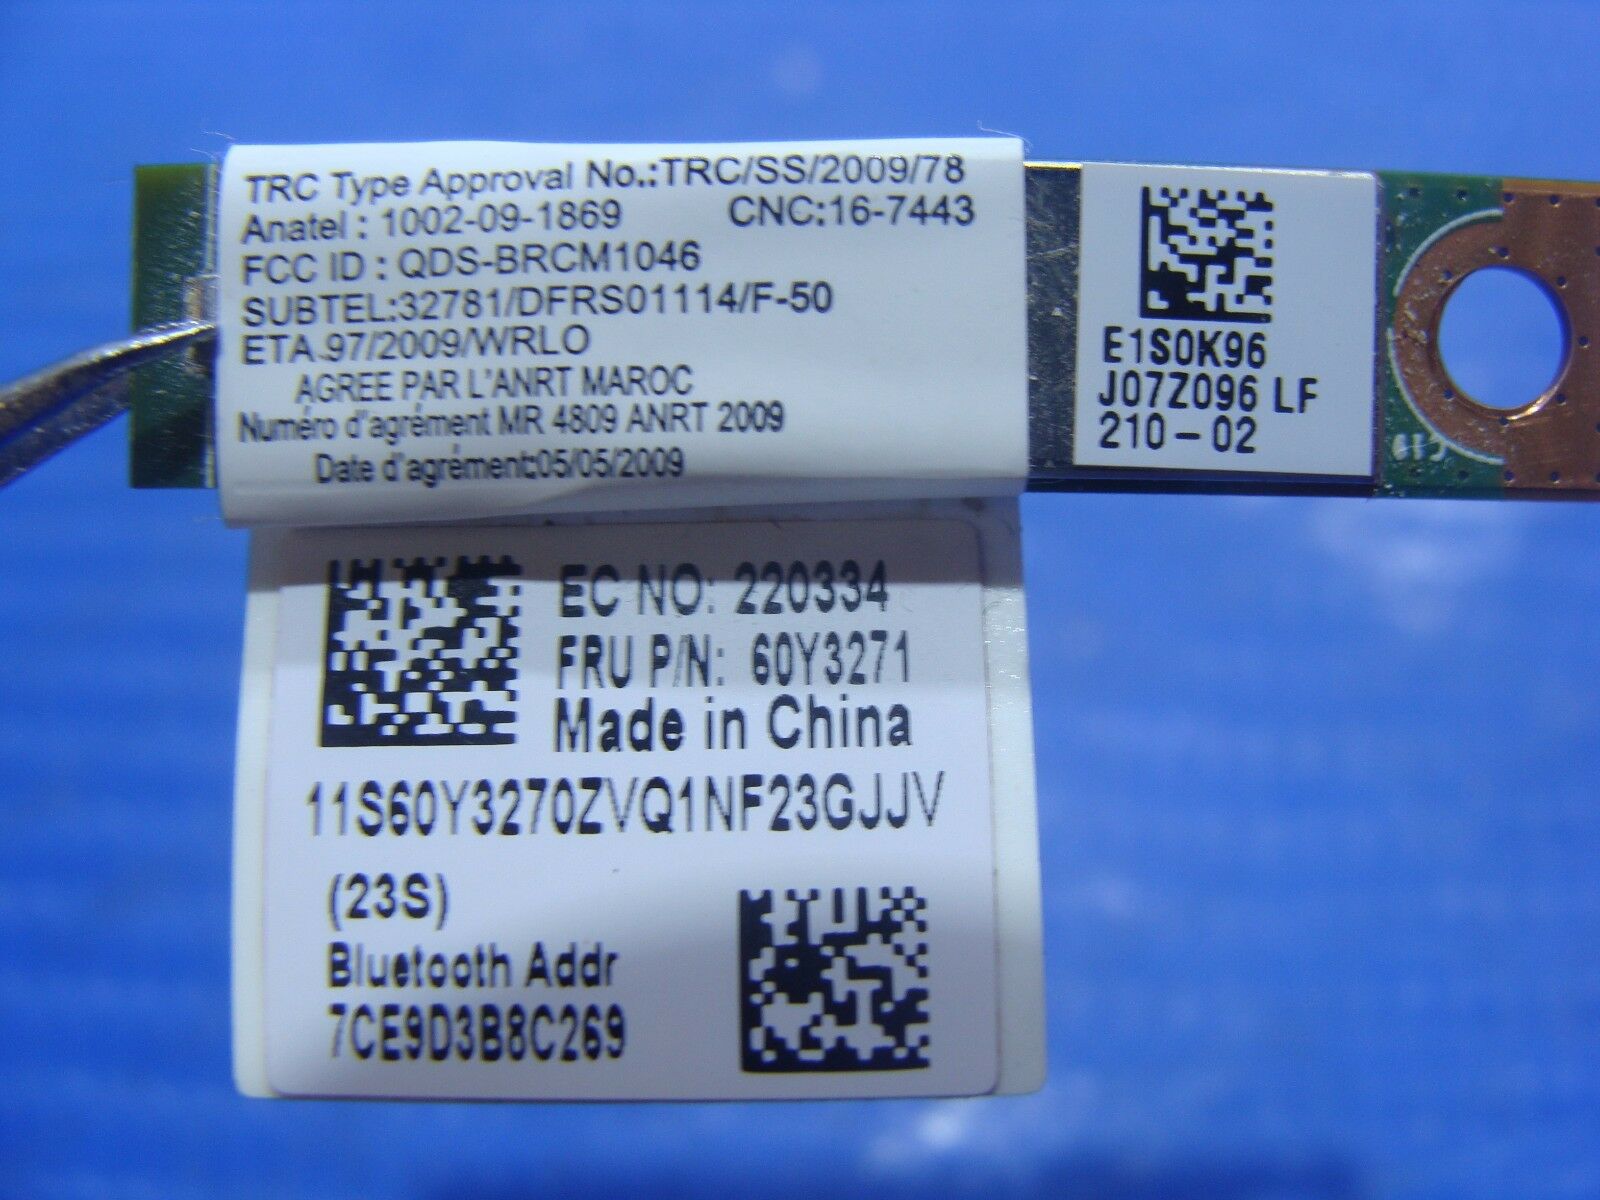 TRC Type Approval No.:TRC/SS/2009/78
Anatel : 1002-09-1869 CNC:16-7443
FCC ID : QDS-BRCM1046
SUBTEL:32781/DFRS01114/F-50
ETA.97/2009/WRLO
AGREE PAR L'ANRT MAROC
Numéro d'agrément MR 4809 ANRT 2009
Date d'agrément:05/05/2009
E1S0K96
J07Z096 LF
210-02
EC NO: 220334
FRU P/N: 60Y3271
Made in China
11S60Y3270ZVQ1NF23GJJV
(23S)
Bluetooth Addr
7CE9D3B8C269